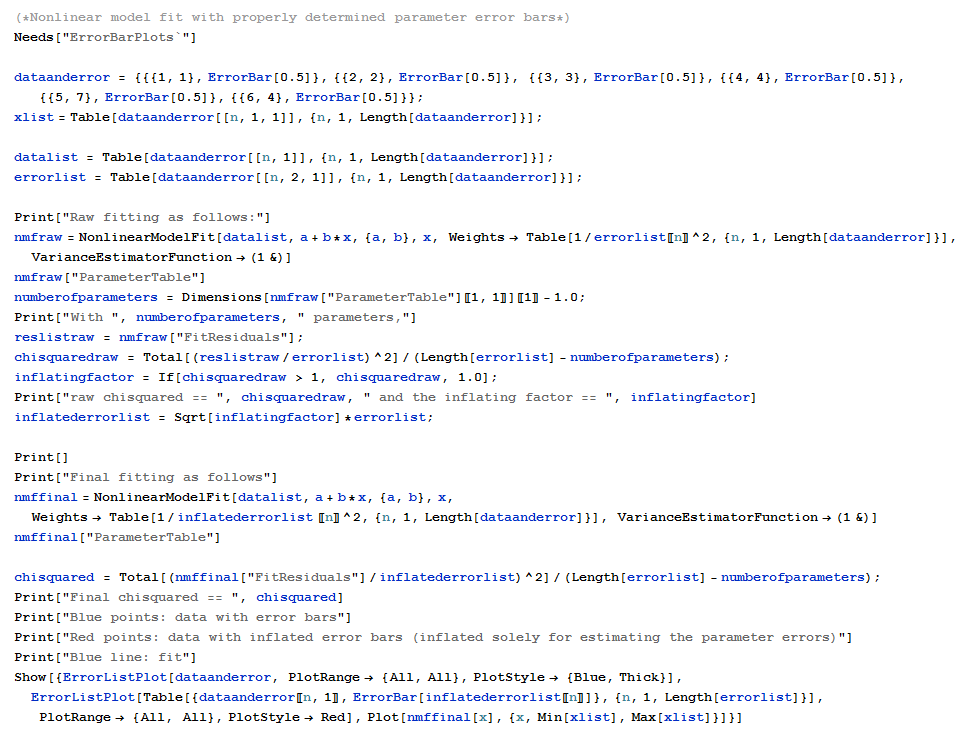 (*Nonlinear model fit with properly determined parameter error bars*)
Needs["ErrorBarPlots`"]
dataanderror = {{{1, 1}, ErrorBar[0.5]}, {{2, 2}, ErrorBar[0.5]}, {{3, 3}, ErrorBar[0.5]}, {{4, 4}, ErrorBar[0.5]},
{{5, 7}, ErrorBar[0.5]}, {{6, 4}, ErrorBar[0.5]}};
xlist = Table[dataanderror[[n, 1, 1]], {n, 1, Length[dataanderror]}];
datalist = Table[dataanderror[[n, 1]], {n, 1, Length[dataanderror]}];
errorlist = Table[dataanderror[[n, 2, 1]], {n, 1, Length[dataanderror]}];
Print["Raw fitting as follows:"]
nmfraw = NonlinearModelFit[datalist, a + b * x, {a, b}, x, Weights → Table[1 / errorlist〚n〛^2, {n, 1, Length[dataanderror]}],
VarianceEstimatorFunction → (1 &)]
nmfraw["ParameterTable"]
numberofparameters = Dimensions[nmfraw["ParameterTable"]〚1, 1〛]〚1〛 - 1.0;
Print["With ", numberofparameters, " parameters,"]
reslistraw = nmfraw["FitResiduals"];
chisquaredraw = Total[(reslistraw / errorlist) ^2] / (Length[errorlist] - numberofparameters);
inflatingfactor = If[chisquaredraw > 1, chisquaredraw, 1.0];
Print["raw chisquared == ", chisquaredraw, " and the inflating factor == ", inflatingfactor]
inflatederrorlist = Sqrt[inflatingfactor] * errorlist;
Print[]
Print["Final fitting as follows"]
nmffinal = NonlinearModelFit[datalist, a + b * x, {a, b}, x,
Weights → Table[1 / inflatederrorlist 〚n〛^2, {n, 1, Length[dataanderror]}], VarianceEstimatorFunction → (1 &)]
nmffinal["ParameterTable"]
chisquared = Total[(nmffinal["FitResiduals"] / inflatederrorlist) ^2] / (Length[errorlist] - numberofparameters);
Print["Final chisquared == ", chisquared]
Print["Blue points: data with error bars"]
Print["Red points: data with inflated error bars (inflated solely for estimating the parameter errors)"]
Print["Blue line: fit"]
Show[{ErrorListPlot[dataanderror, PlotRange → {All, All}, PlotStyle → {Blue, Thick}],
ErrorListPlot[Table[{dataanderror〚n, 1〛, ErrorBar[inflatederrorlist〚n〛]}, {n, 1, Length[errorlist]}],
PlotRange → {All, All}, PlotStyle → Red], Plot[nmffinal[x], {x, Min[xlist], Max[xlist]}]}]